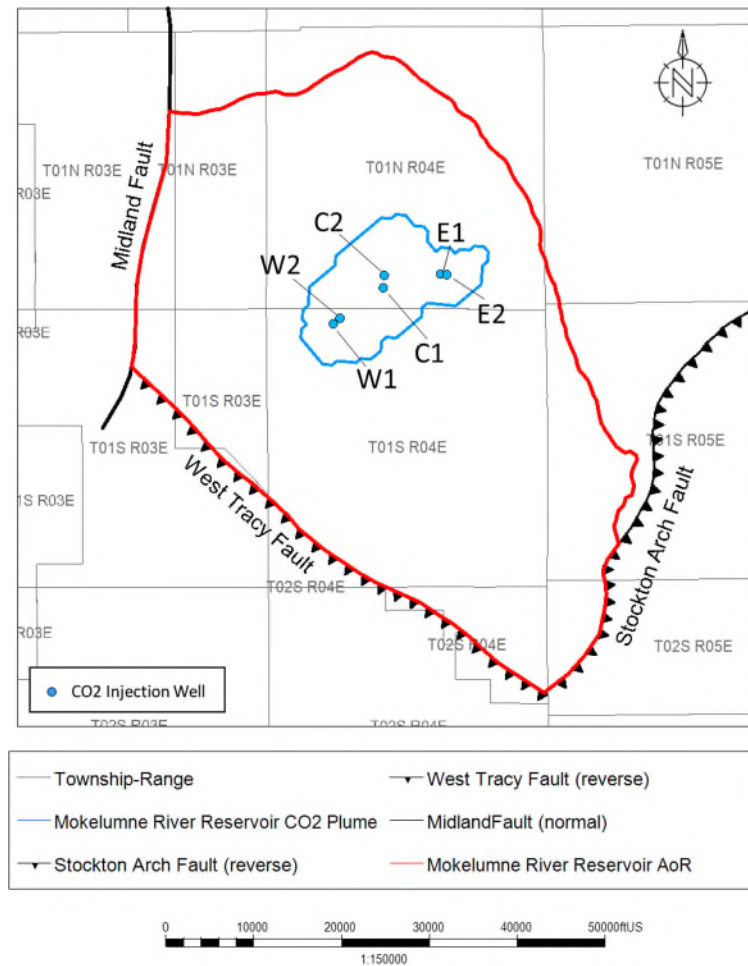 N
T01N R03E
T01N R03E
T01N R04E
T01N R05E
R03E
Midland Fault
C2
E1
W2
E2
C1
W1
R03E
T01S R03E
T01S R03E
T01S R04E
T01S R05E
1S R03E
West Tracy Fault
Stockton Arch Fault
T02S R04E
R03E
T02S R04E
T02S R05E
CO2 Injection Well
T02S R03E
T02S R04E
Township-Range
West Tracy Fault (reverse)
Mokelumne River Reservoir CO2 Plume
MidlandFault (normal)
Stockton Arch Fault (reverse)
Mokelumne River Reservoir AoR
0 10000 20000 30000 40000 50000ftUS
1:150000